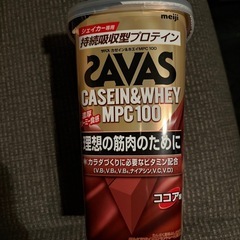 meiji
シェイカー専用
持続吸収型プロテイン
SAVAS
CASEIN&WHEY
MPC100
理想の筋肉のために
カラダづくりに必要なビタミン配合
ココア味